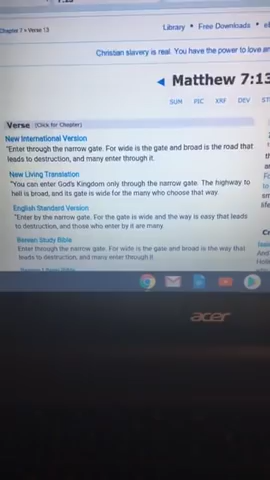 Chapter 7 > Verse 13
Library • Free Downloads •
Christian slavery is real. You have the power to love
◄ Matthew 7:13
SUM PIC XRF DEV
Verse (Click for Chapter)
New International Version
"Enter through the narrow gate. For wide is the gate and broad is the road that
leads to destruction, and many enter through it.
New Living Translation
"You can enter God's Kingdom only through the narrow gate. The highway to
hell is broad, and its gate is wide for the many who choose that way.
English Standard Version
"Enter by the narrow gate. For the gate is wide and the way is easy that leads
to destruction, and those who enter by it are many.
Berean Study Bible
Enter through the narrow gate. For wide is the gate and broad is the way that
leads to destruction, and many enter through it.
acer